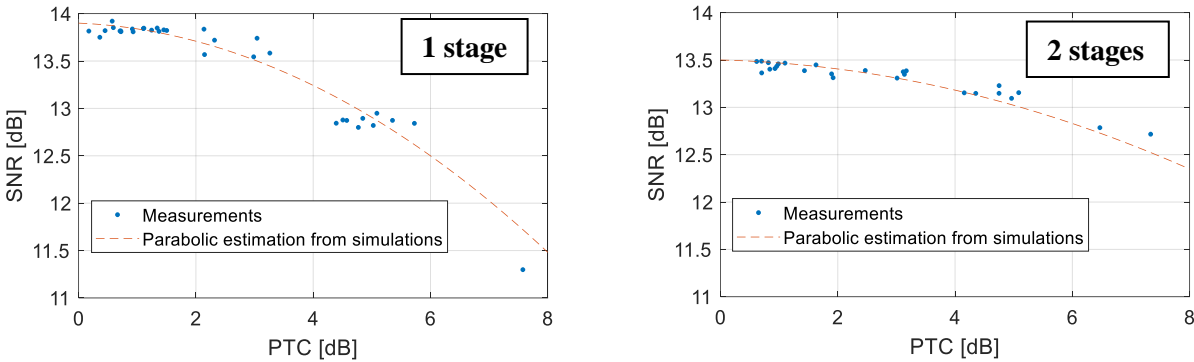 1 stage
SNR [dB]
14
13.5
13
12.5
12
11.5
11
Measurements
Parabolic estimation from simulations
0 2 4 6 8
PTC [dB]
2 stages
SNR [dB]
14
13.5
13
12.5
12
11.5
11
Measurements
Parabolic estimation from simulations
0 2 4 6 8
PTC [dB]